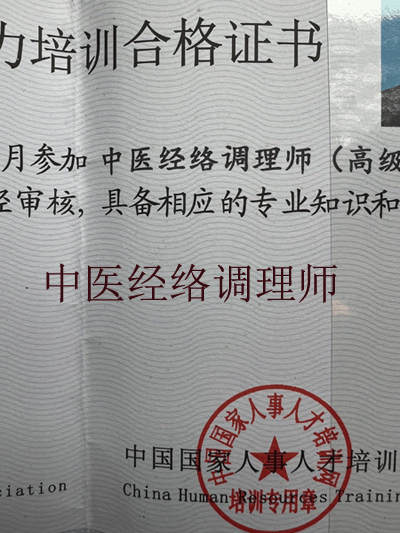 力培训合格证书
月参加 中医经络调理师（高级
经审核, 具备相应的专业知识和
中医经络调理师
中国国家人事人才培训网
培训专用章
中国国家人事人才培训
ciation
China Human Resources Trainin